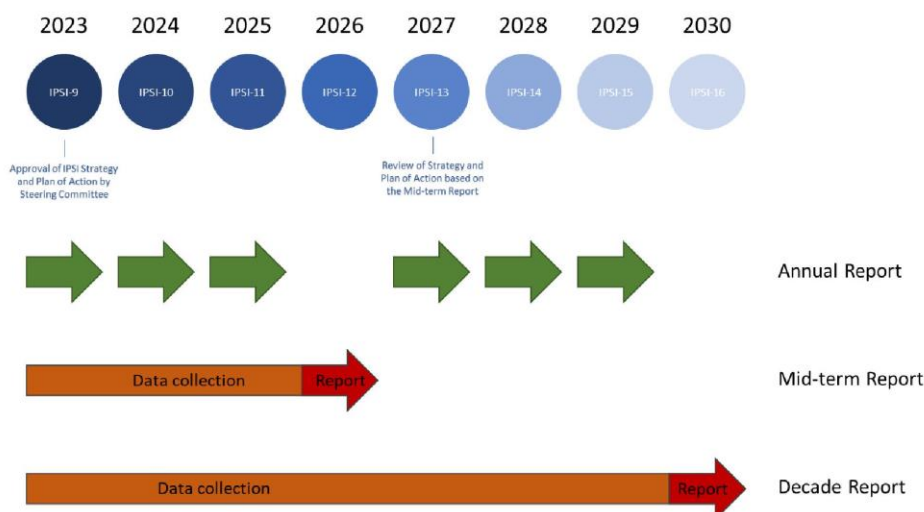 2023 2024 2025 2026 2027 2028 2029 2030
IPSI-9 IPSI-10 IPSI-11 IPSI-12 IPSI-13 IPSI-14 IPSI-15 IPSI-16
Approval of IPSI Strategy
and Plan of Action by
Steering Committee
Review of Strategy and
Plan of Action based on
the Mid-term Report
Annual Report
Data collection Report Mid-term Report
Data collection Report Decade Report